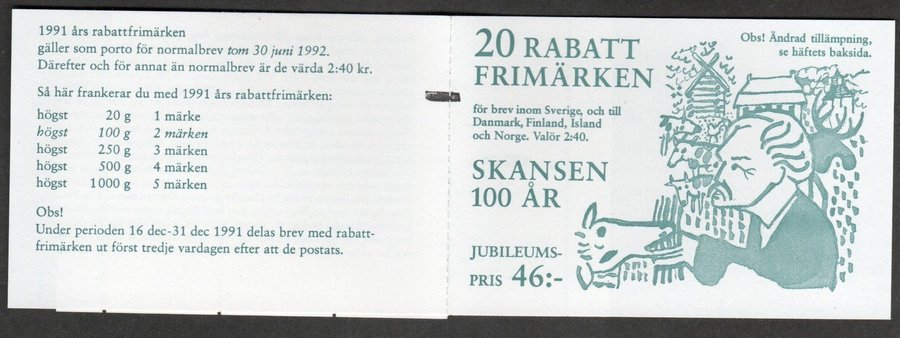 1991 års rabattfrimärken
gäller som porto för normalbrev tom 30 juni 1992.
Därefter och för annat än normalbrev är de värda 2:40 kr.
Så här frankerar du med 1991 års rabattfrimärken:
högst 20 g 1 märke
högst 100 g 2 märken
högst 250 g 3 märken
högst 500 g 4 märken
högst 1000 g 5 märken
Obs!
Under perioden 16 dec-31 dec 1991 delas brev med rabatt-
frimärken ut först tredje vardagen efter att de postats.
20 RABATT
FRIMÄRKEN
Obs! Ändrad tillämpning,
se häftets baksida.
för brev inom Sverige, och till
Danmark, Finland, Island
och Norge. Valör 2:40.
SKANSEN
100 ÅR
JUBILEUMS-
PRIS 46:-